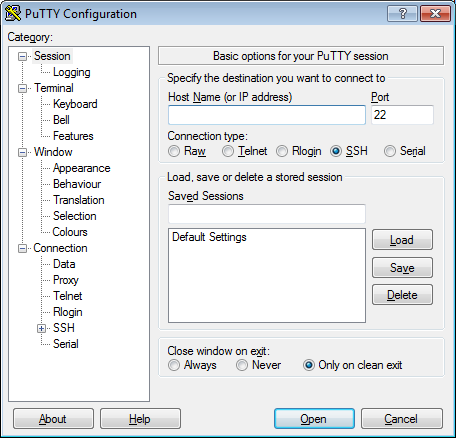 PuTTY Configuration
Category:
Session
Logging
Terminal
Keyboard
Bell
Features
Window
Appearance
Behaviour
Translation
Selection
Colours
Connection
Data
Proxy
Telnet
Rlogin
SSH
Serial
Basic options for your PuTTY session
Specify the destination you want to connect to
Host Name (or IP address) Port
22
Connection type:
Raw Telnet Rlogin SSH Serial
Load, save or delete a stored session
Saved Sessions
Default Settings
Load
Save
Delete
Close window on exit:
Always Never Only on clean exit
About Help Open Cancel